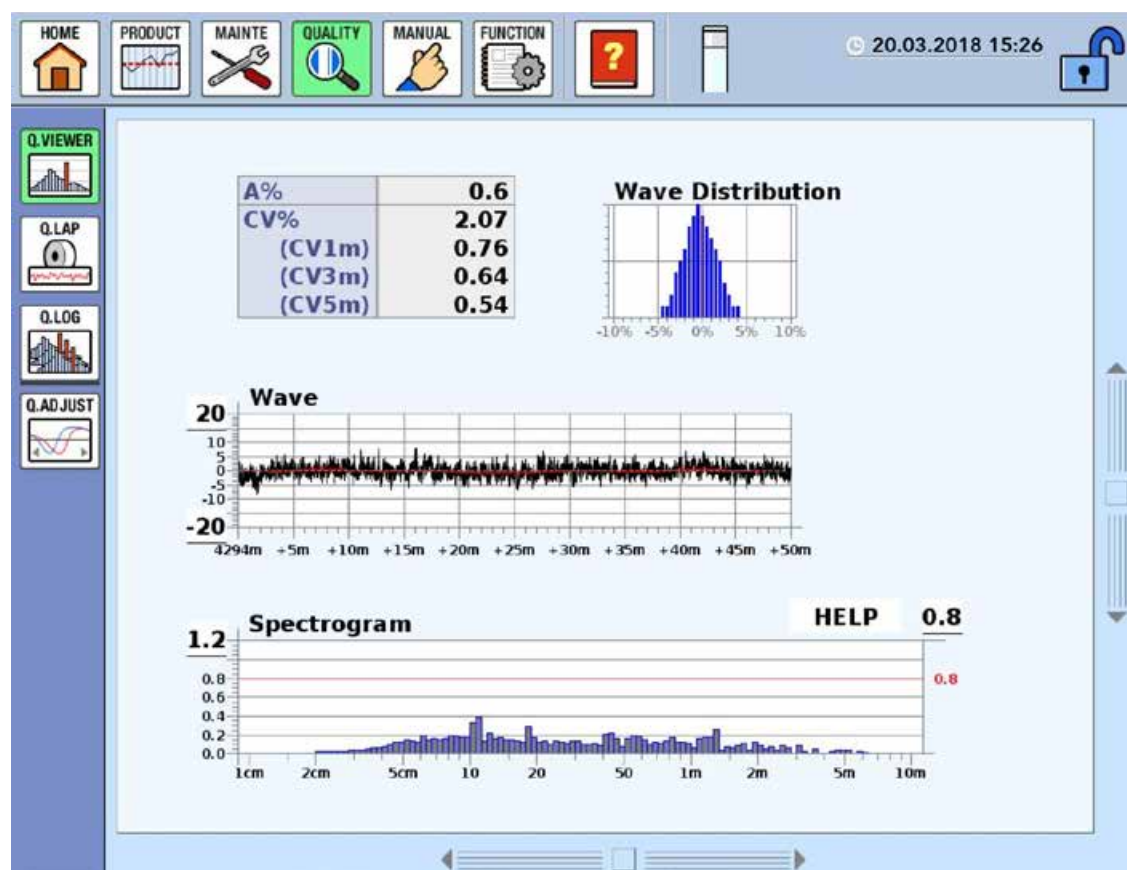 HOME PRODUCT MAINTE QUALITY MANUAL FUNCTION
?
20.03.2018 15:26
Q.VIEWER
Q.LAP
Q.LOG
Q.ADJUST
A% 0.6
CV% 2.07
(CV1m) 0.76
(CV3m) 0.64
(CV5m) 0.54
Wave Distribution
-10% -5% 0% 5% 10%
Wave
20
10
5
0
-5
-10
-20
4294m +5m +10m +15m +20m +25m +30m +35m +40m +45m +50m
Spectrogram HELP 0.8
1.2
0.8 0.8
0.6
0.4
0.2
0.0
1cm 2cm 5cm 10 20 50 1m 2m 5m 10m